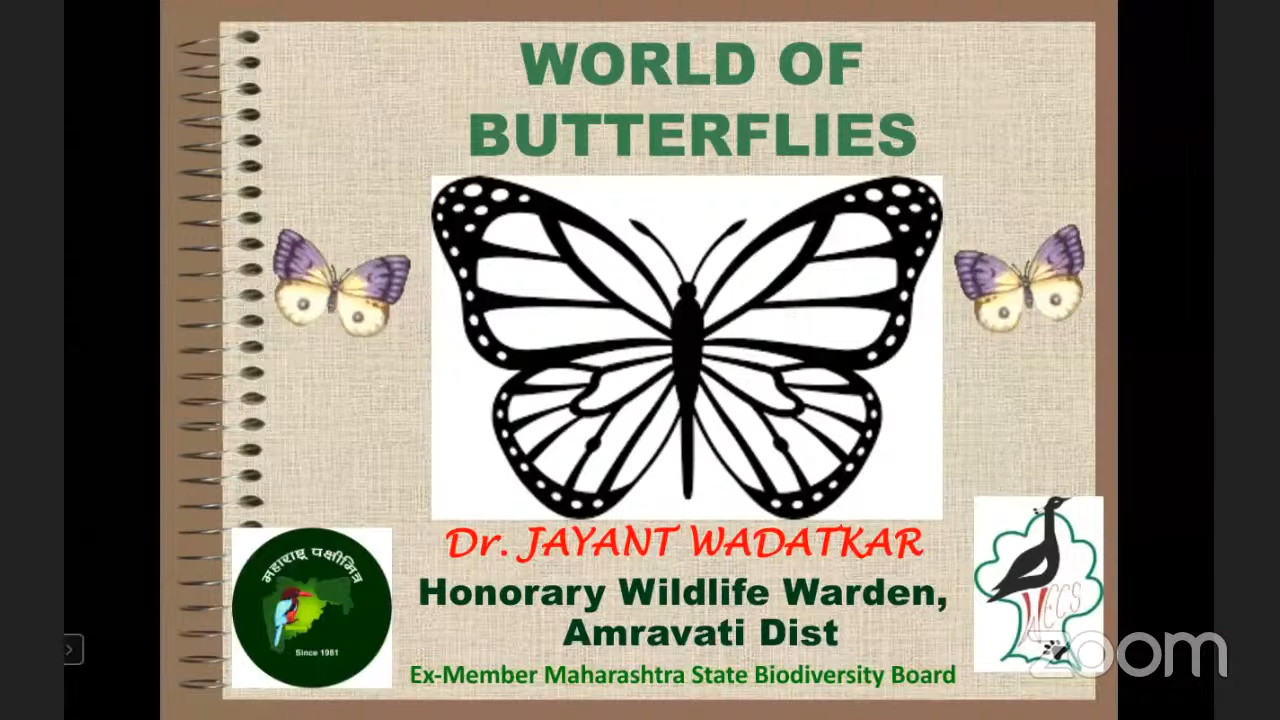 WORLD OF
BUTTERFLIES
Dr. JAYANT WADATKAR
Honorary Wildlife Warden,
Amravati Dist
Ex-Member Maharashtra State Biodiversity Board
महाराष्ट्र पक्षीमित्र
Since 1981
WECS
zoom